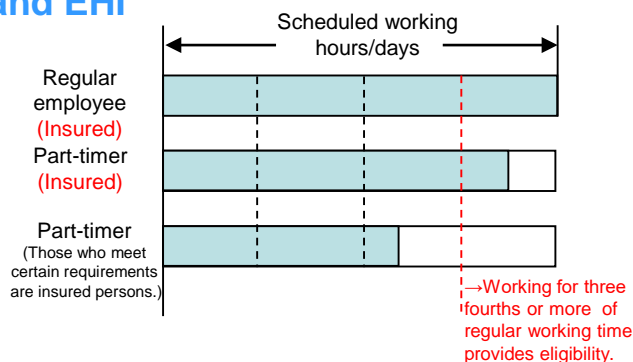 and EHI
Scheduled working
hours/days
Regular
employee
(Insured)
Part-timer
(Insured)
Part-timer
(Those who meet
certain requirements
are insured persons.)
→Working for three
fourths or more of
regular working time
provides eligibility.